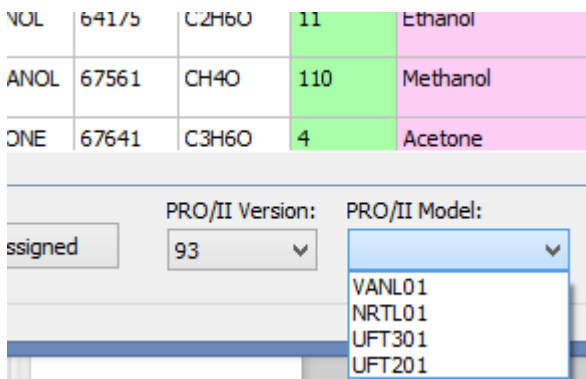 NOL 64175 C2H6O 11 Ethanol
ANOL 67561 CH4O 110 Methanol
ONE 67641 C3H6O 4 Acetone
PRO/II Version: PRO/II Model:
ssigned 93
VANL01
NRTL01
UFT301
UFT201